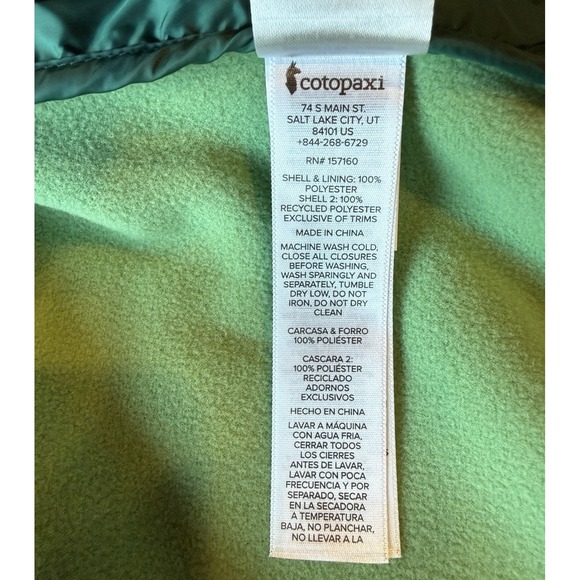 cotopaxi
74 S MAIN ST.
SALT LAKE CITY, UT
84101 US
+844-268-6729
RN# 157160
SHELL & LINING: 100%
POLYESTER
SHELL 2: 100%
RECYCLED POLYESTER
EXCLUSIVE OF TRIMS
MADE IN CHINA
MACHINE WASH COLD,
CLOSE ALL CLOSURES
BEFORE WASHING,
WASH SPARINGLY AND
SEPARATELY, TUMBLE
DRY LOW, DO NOT
IRON, DO NOT DRY
CLEAN
CARCASA & FORRO
100% POLIÉSTER
CASCARA 2:
100% POLIÉSTER
RECICLADO
ADORNOS
EXCLUSIVOS
HECHO EN CHINA
LAVAR A MÁQUINA
CON AGUA FRIA,
CERRAR TODOS
LOS CIERRES
ANTES DE LAVAR,
LAVAR CON POCA
FRECUENCIA Y POR
SEPARADO, SECAR
EN LA SECADORA
A TEMPERATURA
BAJA, NO PLANCHAR,
NO LLEVAR A LA